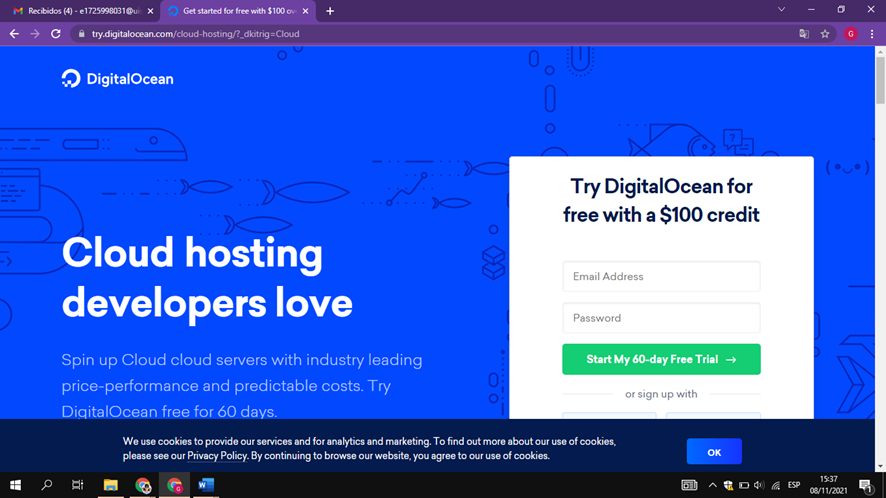 Recibidos (4) - e1725998031@ui
Get started for free with $100 cr
try.digitalocean.com/cloud-hosting/?_dkitrig=Cloud
G
DigitalOcean
?
Try DigitalOcean for
free with a $100 credit
Cloud hosting
developers love
Email Address
Password
Spin up Cloud cloud servers with industry leading
price-performance and predictable costs. Try
DigitalOcean free for 60 days.
Start My 60-day Free Trial →
or sign up with
We use cookies to provide our services and for analytics and marketing. To find out more about our use of cookies,
please see our Privacy Policy. By continuing to browse our website, you agree to our use of cookies.
OK
ESP
15:37
08/11/2021
1